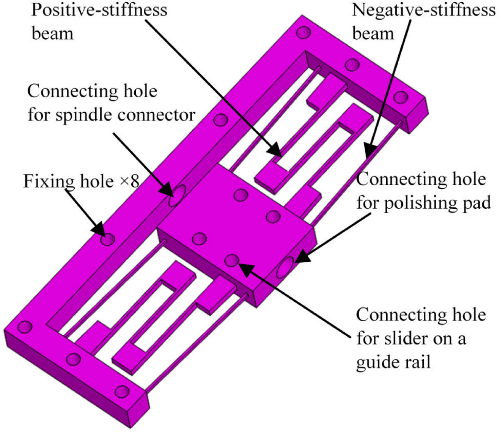 Positive-stiffness
beam
Negative-stiffness
beam
Connecting hole
for spindle connector
Fixing hole ×8
Connecting hole
for polishing pad
Connecting hole
for slider on a
guide rail